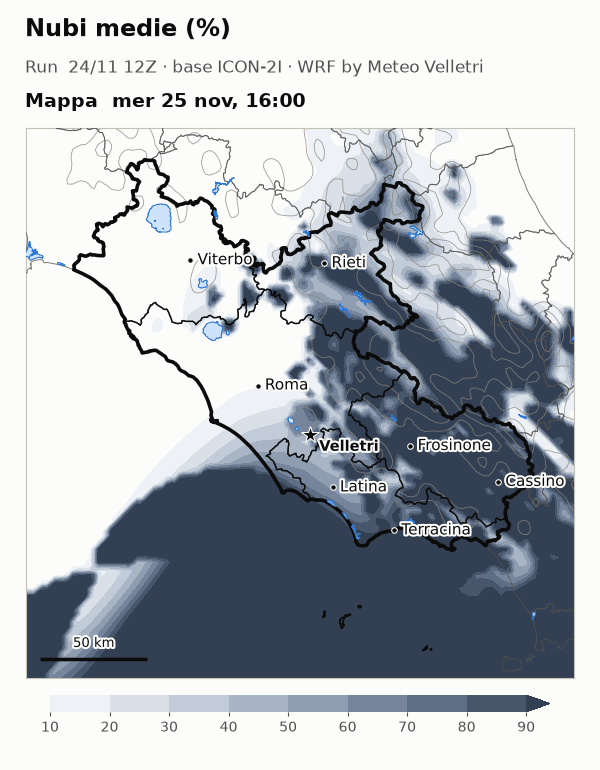 Nubi medie (%)
Run  24/11 12Z · base ICON-2I · WRF by Meteo Velletri
Mappa  mer 25 nov, 16:00
Viterbo
Rieti
Roma
Velletri
Frosinone
Latina
Cassino
Terracina
50 km
10 20 30 40 50 60 70 80 90